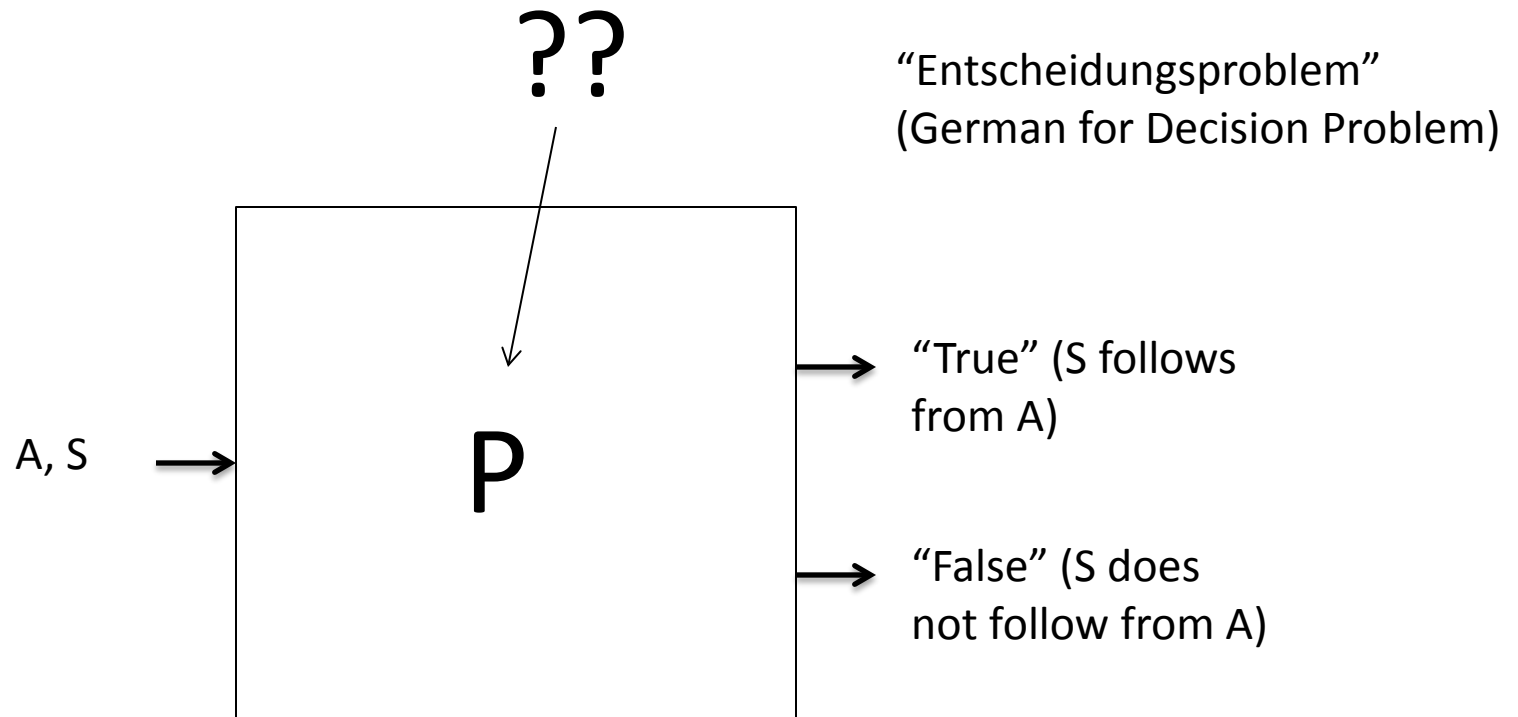 ??
“Entscheidungsproblem”
(German for Decision Problem)
“True” (S follows
from A)
A, S
P
“False” (S does
not follow from A)